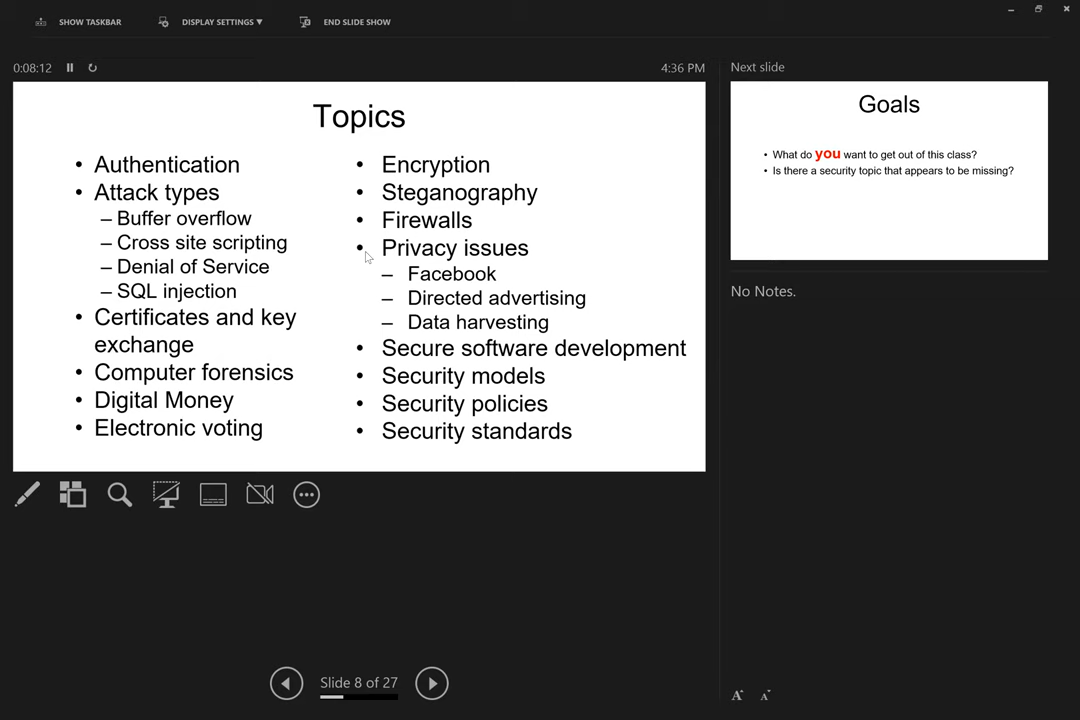 SHOW TASKBAR
DISPLAY SETTINGS ▼
END SLIDE SHOW
0:08:12
4:36 PM
Topics
• Authentication
• Attack types
– Buffer overflow
– Cross site scripting
– Denial of Service
– SQL injection
• Certificates and key
exchange
• Computer forensics
• Digital Money
• Electronic voting
• Encryption
• Steganography
• Firewalls
• Privacy issues
– Facebook
– Directed advertising
– Data harvesting
• Secure software development
• Security models
• Security policies
• Security standards
Slide 8 of 27
Next slide
Goals
• What do you want to get out of this class?
• Is there a security topic that appears to be missing?
No Notes.
A A